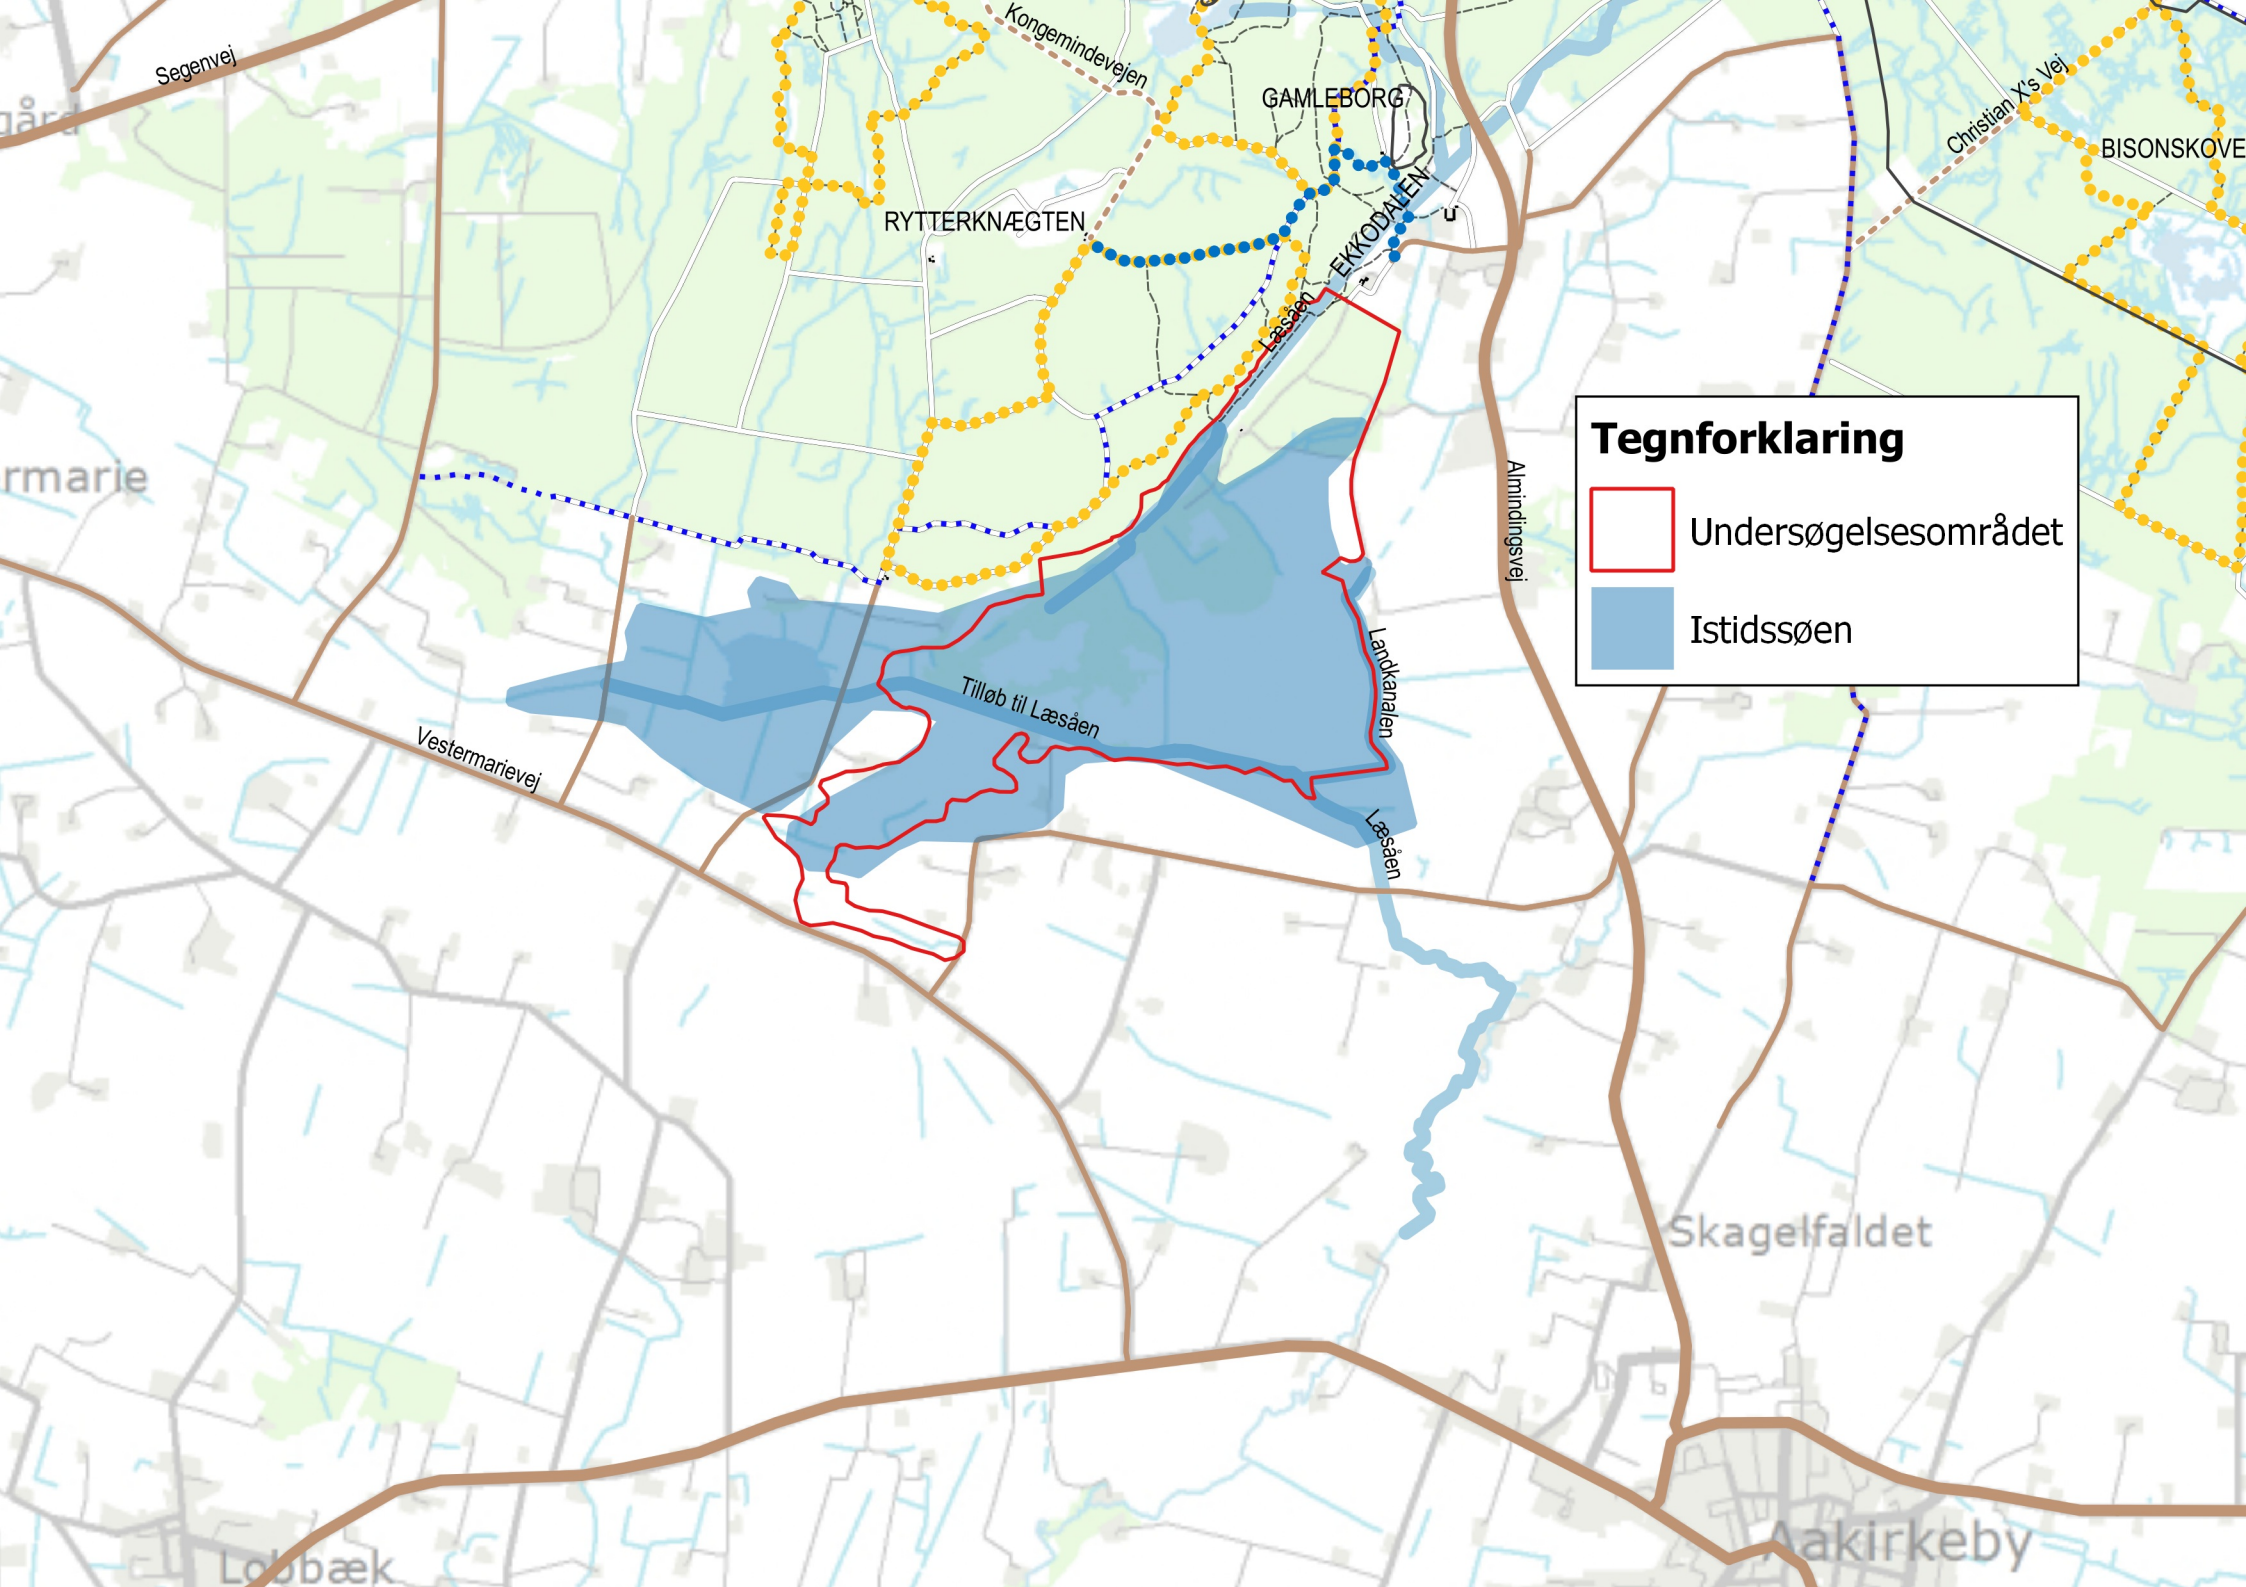 Segenvej
Kongemindevejen
gård
GAMLEBORG
Christian X's Vej
BISONSKOVE
RYTTERKNÆGTEN
EKKODALEN
Læsåen
Tegnforklaring
Undersøgelsesområdet
Istidssøen
rmarie
Almindingsvej
Landkanalen
Tilløb til Læsåen
Vestermarievej
Læsåen
Skagelfaldet
Aakirkeby
Lobbæk